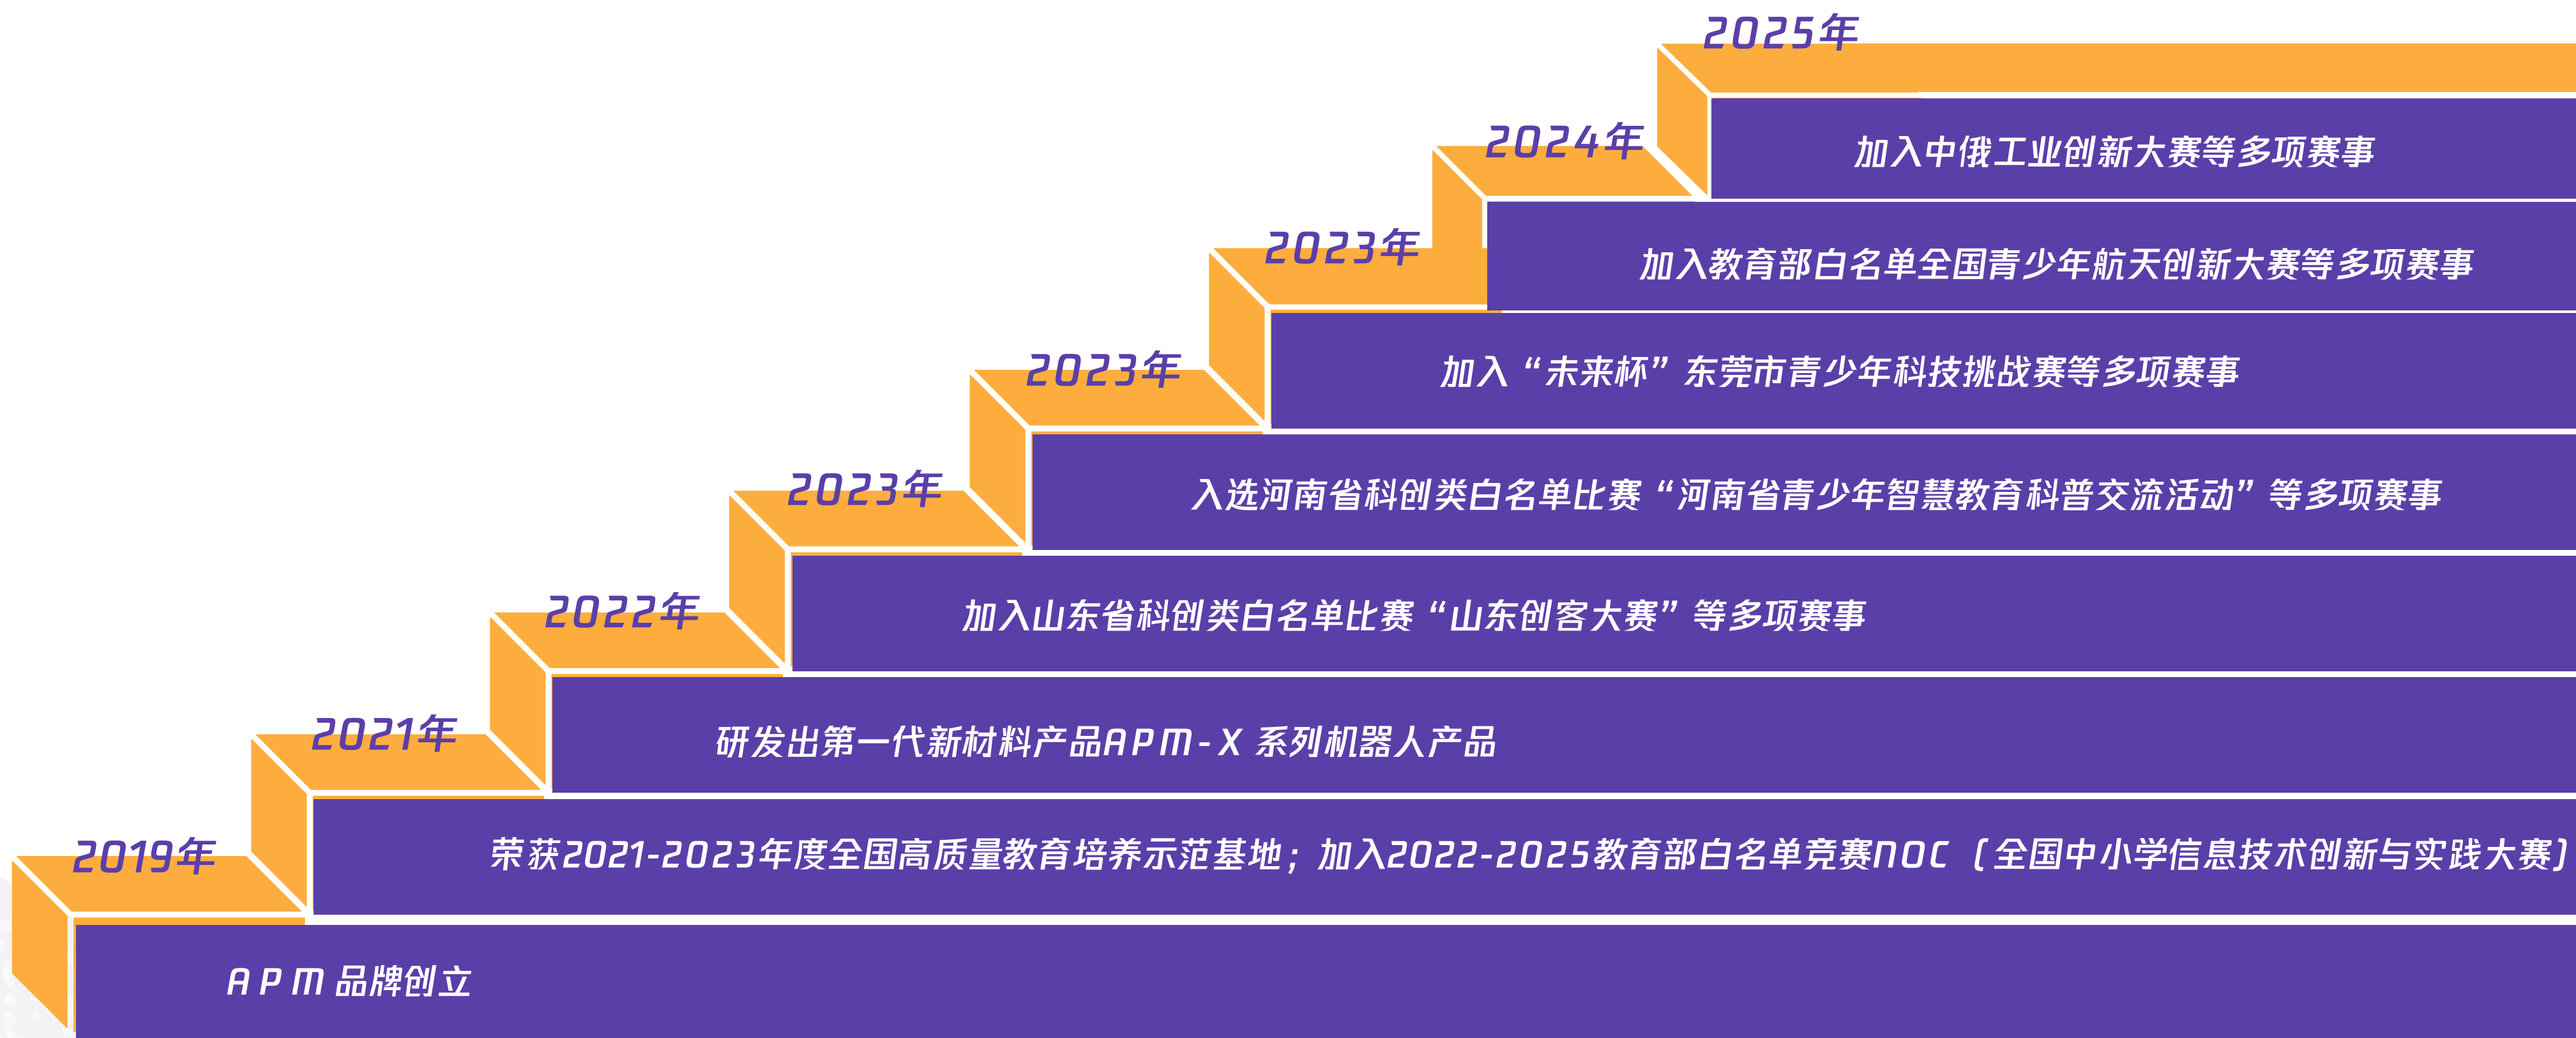 2025年
加入中俄工业创新大赛等多项赛事
2024年
加入教育部白名单全国青少年航天创新大赛等多项赛事
2023年
加入“未来杯”东莞市青少年科技挑战赛等多项赛事
2023年
入选河南省科创类白名单比赛“河南省青少年智慧教育科普交流活动”等多项赛事
2023年
加入山东省科创类白名单比赛“山东创客大赛”等多项赛事
2022年
研发出第一代新材料产品APM-X 系列机器人产品
2021年
荣获2021-2023年度全国高质量教育培养示范基地；加入2022-2025教育部白名单竞赛NOC（全国中小学信息技术创新与实践大赛）
2019年
APM品牌创立